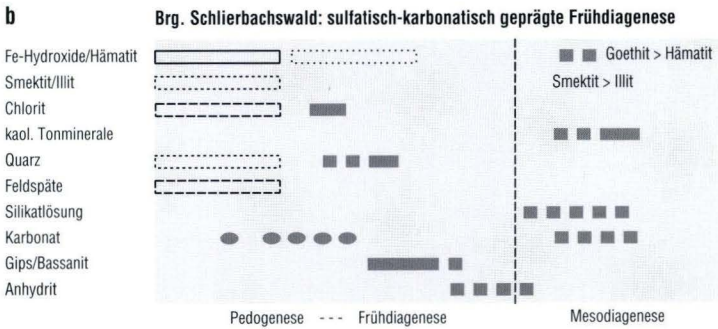 b Brg. Schlierbachswald: sulfatisch-karbonatisch geprägte Frühdiagenese
Fe-Hydroxide/Hämatit Goethit > Hämatit
Smektit/Illit Smektit > Illit
Chlorit
kaol. Tonminerale
Quarz
Feldspäte
Silikatlösung
Karbonat
Gips/Bassanit
Anhydrit
Pedogenese --- Frühdiagenese Mesodiagenese